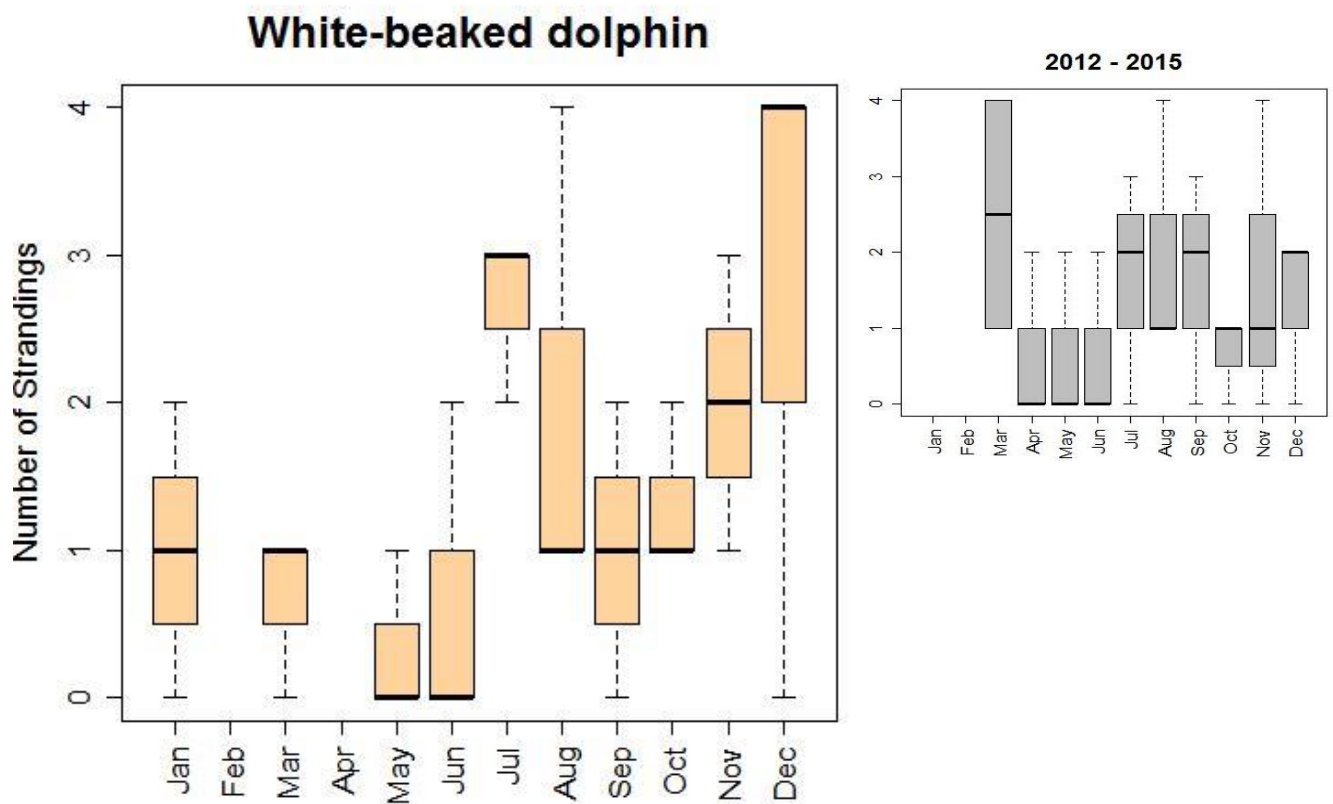 White-beaked dolphin
Number of Strandings
4
3
2
1
0
Jan Feb Mar Apr May Jun Jul Aug Sep Oct Nov Dec
2012 - 2015
4
3
2
1
0
Jan Feb Mar Apr May Jun Jul Aug Sep Oct Nov Dec